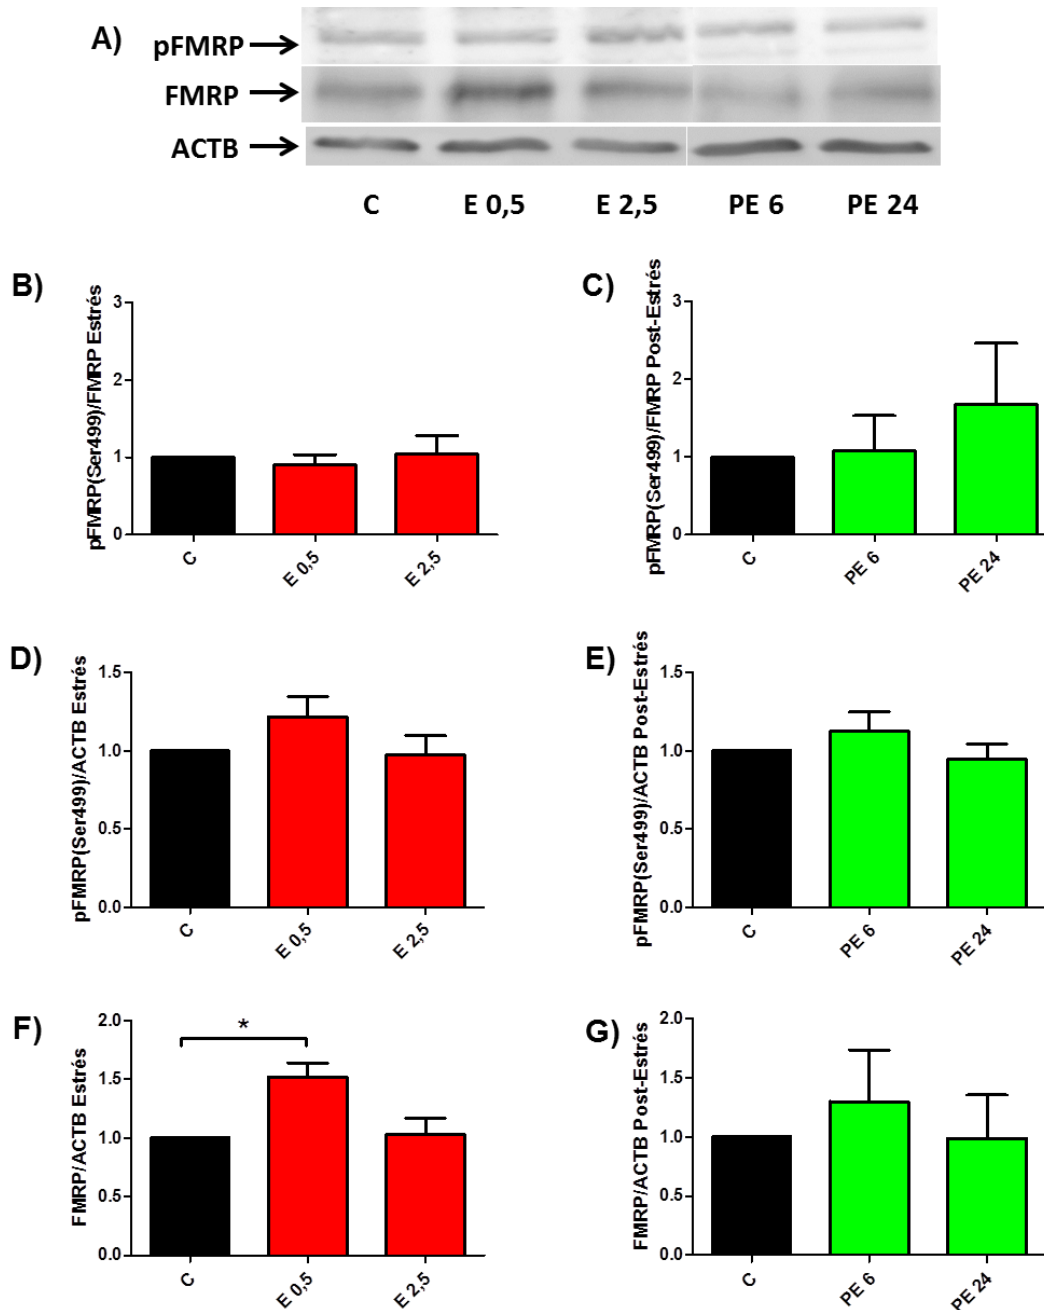 A)
pFMRP
FMRP
ACTB
C E 0,5 E 2,5 PE 6 PE 24
B)
pFMRP(Ser499)/FMRP Estrés
3
2
1
0
C E 0,5 E 2,5
C)
pFMRP(Ser499)/FMRP Post-Estrés
3
2
1
0
C PE 6 PE 24
D)
pFMRP(Ser499)/ACTB Estrés
1.5
1.0
0.5
0.0
C E 0,5 E 2,5
E)
pFMRP(Ser499)/ACTB Post-Estrés
1.5
1.0
0.5
0.0
C PE 6 PE 24
F)
FMRP/ACTB Estrés
2.0
1.5
1.0
0.5
0.0
*
C E 0,5 E 2,5
G)
FMRP/ACTB Post-Estrés
2.0
1.5
1.0
0.5
0.0
C PE 6 PE 24